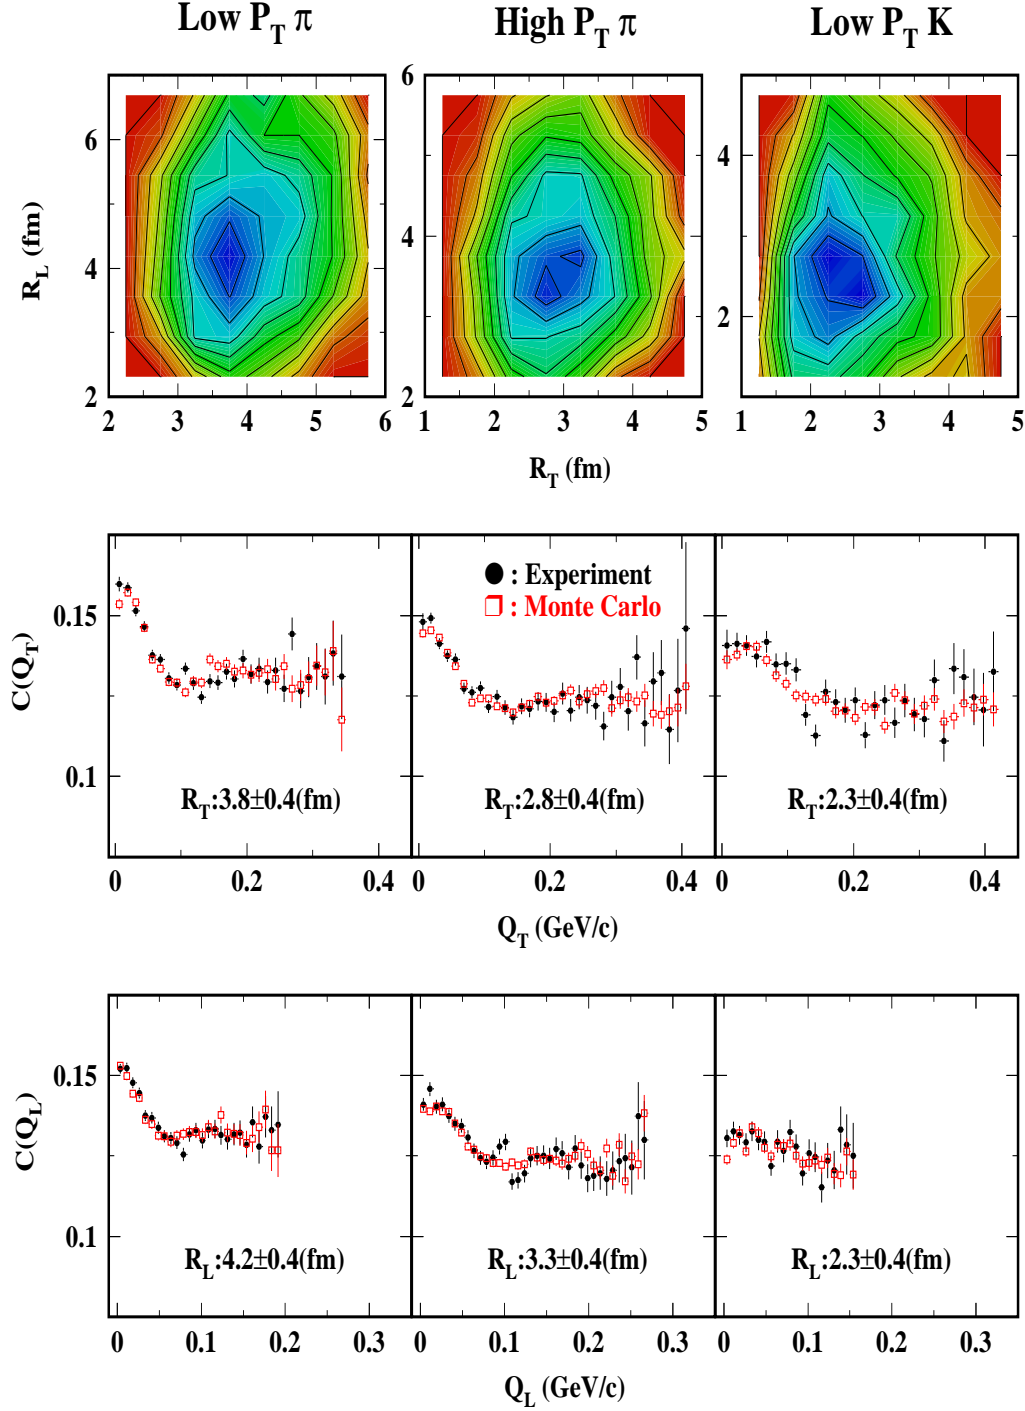 Low P_T π
High P_T π
Low P_T K
R_L (fm)
6
4
2
6
4
2
4
2
2 3 4 5 6
1 2 3 4 5
1 2 3 4 5
R_T (fm)
C(Q_T)
0.15
0.1
● : Experiment
□ : Monte Carlo
R_T:3.8±0.4(fm)
R_T:2.8±0.4(fm)
R_T:2.3±0.4(fm)
0 0.2 0.4
0 0.2 0.4
0 0.2 0.4
Q_T (GeV/c)
C(Q_L)
0.15
0.1
R_L:4.2±0.4(fm)
R_L:3.3±0.4(fm)
R_L:2.3±0.4(fm)
0 0.1 0.2 0.3
0 0.1 0.2 0.3
0 0.1 0.2 0.3
Q_L (GeV/c)